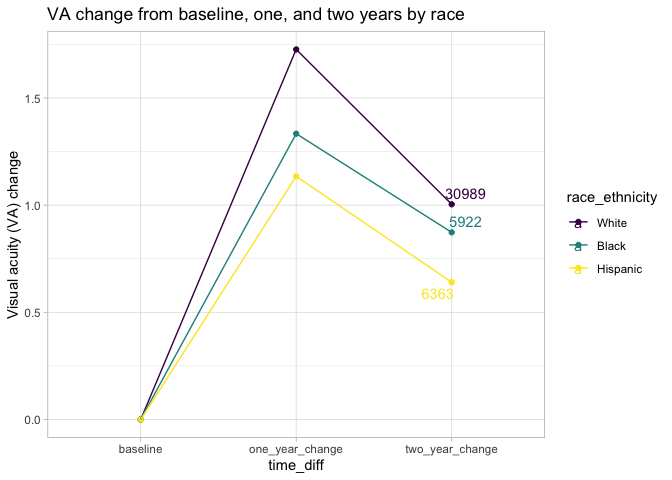 VA change from baseline, one, and two years by race
Visual acuity (VA) change
1.5
1.0
0.5
0.0
30989
5922
6363
baseline one_year_change two_year_change
time_diff
race_ethnicity
a White
a Black
a Hispanic